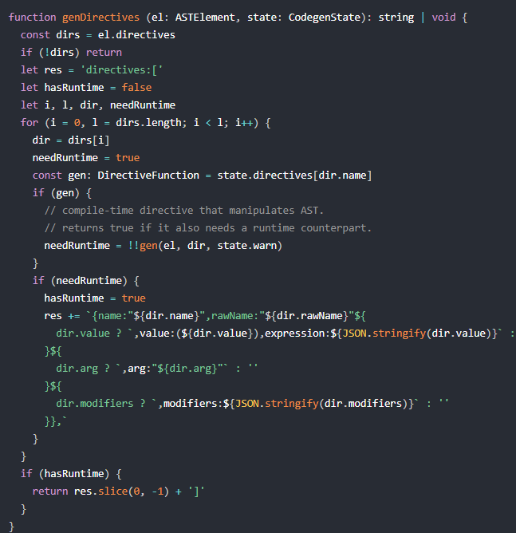 function genDirectives (el: ASTElement, state: CodegenState): string | void {
  const dirs = el.directives
  if (!dirs) return
  let res = 'directives:['
  let hasRuntime = false
  let i, l, dir, needRuntime
  for (i = 0, l = dirs.length; i < l; i++) {
    dir = dirs[i]
    needRuntime = true
    const gen: DirectiveFunction = state.directives[dir.name]
    if (gen) {
      // compile-time directive that manipulates AST.
      // returns true if it also needs a runtime counterpart.
      needRuntime = !!gen(el, dir, state.warn)
    }
    if (needRuntime) {
      hasRuntime = true
      res += `{name:"${dir.name}",rawName:"${dir.rawName}"${
        dir.value ? `,value:(${dir.value}),expression:${JSON.stringify(dir.value)}` :
      }${
        dir.arg ? `,arg:"${dir.arg}"` : ''
      }${
        dir.modifiers ? `,modifiers:${JSON.stringify(dir.modifiers)}` : ''
      }},`
    }
  }
  if (hasRuntime) {
    return res.slice(0, -1) + ']'
  }
}